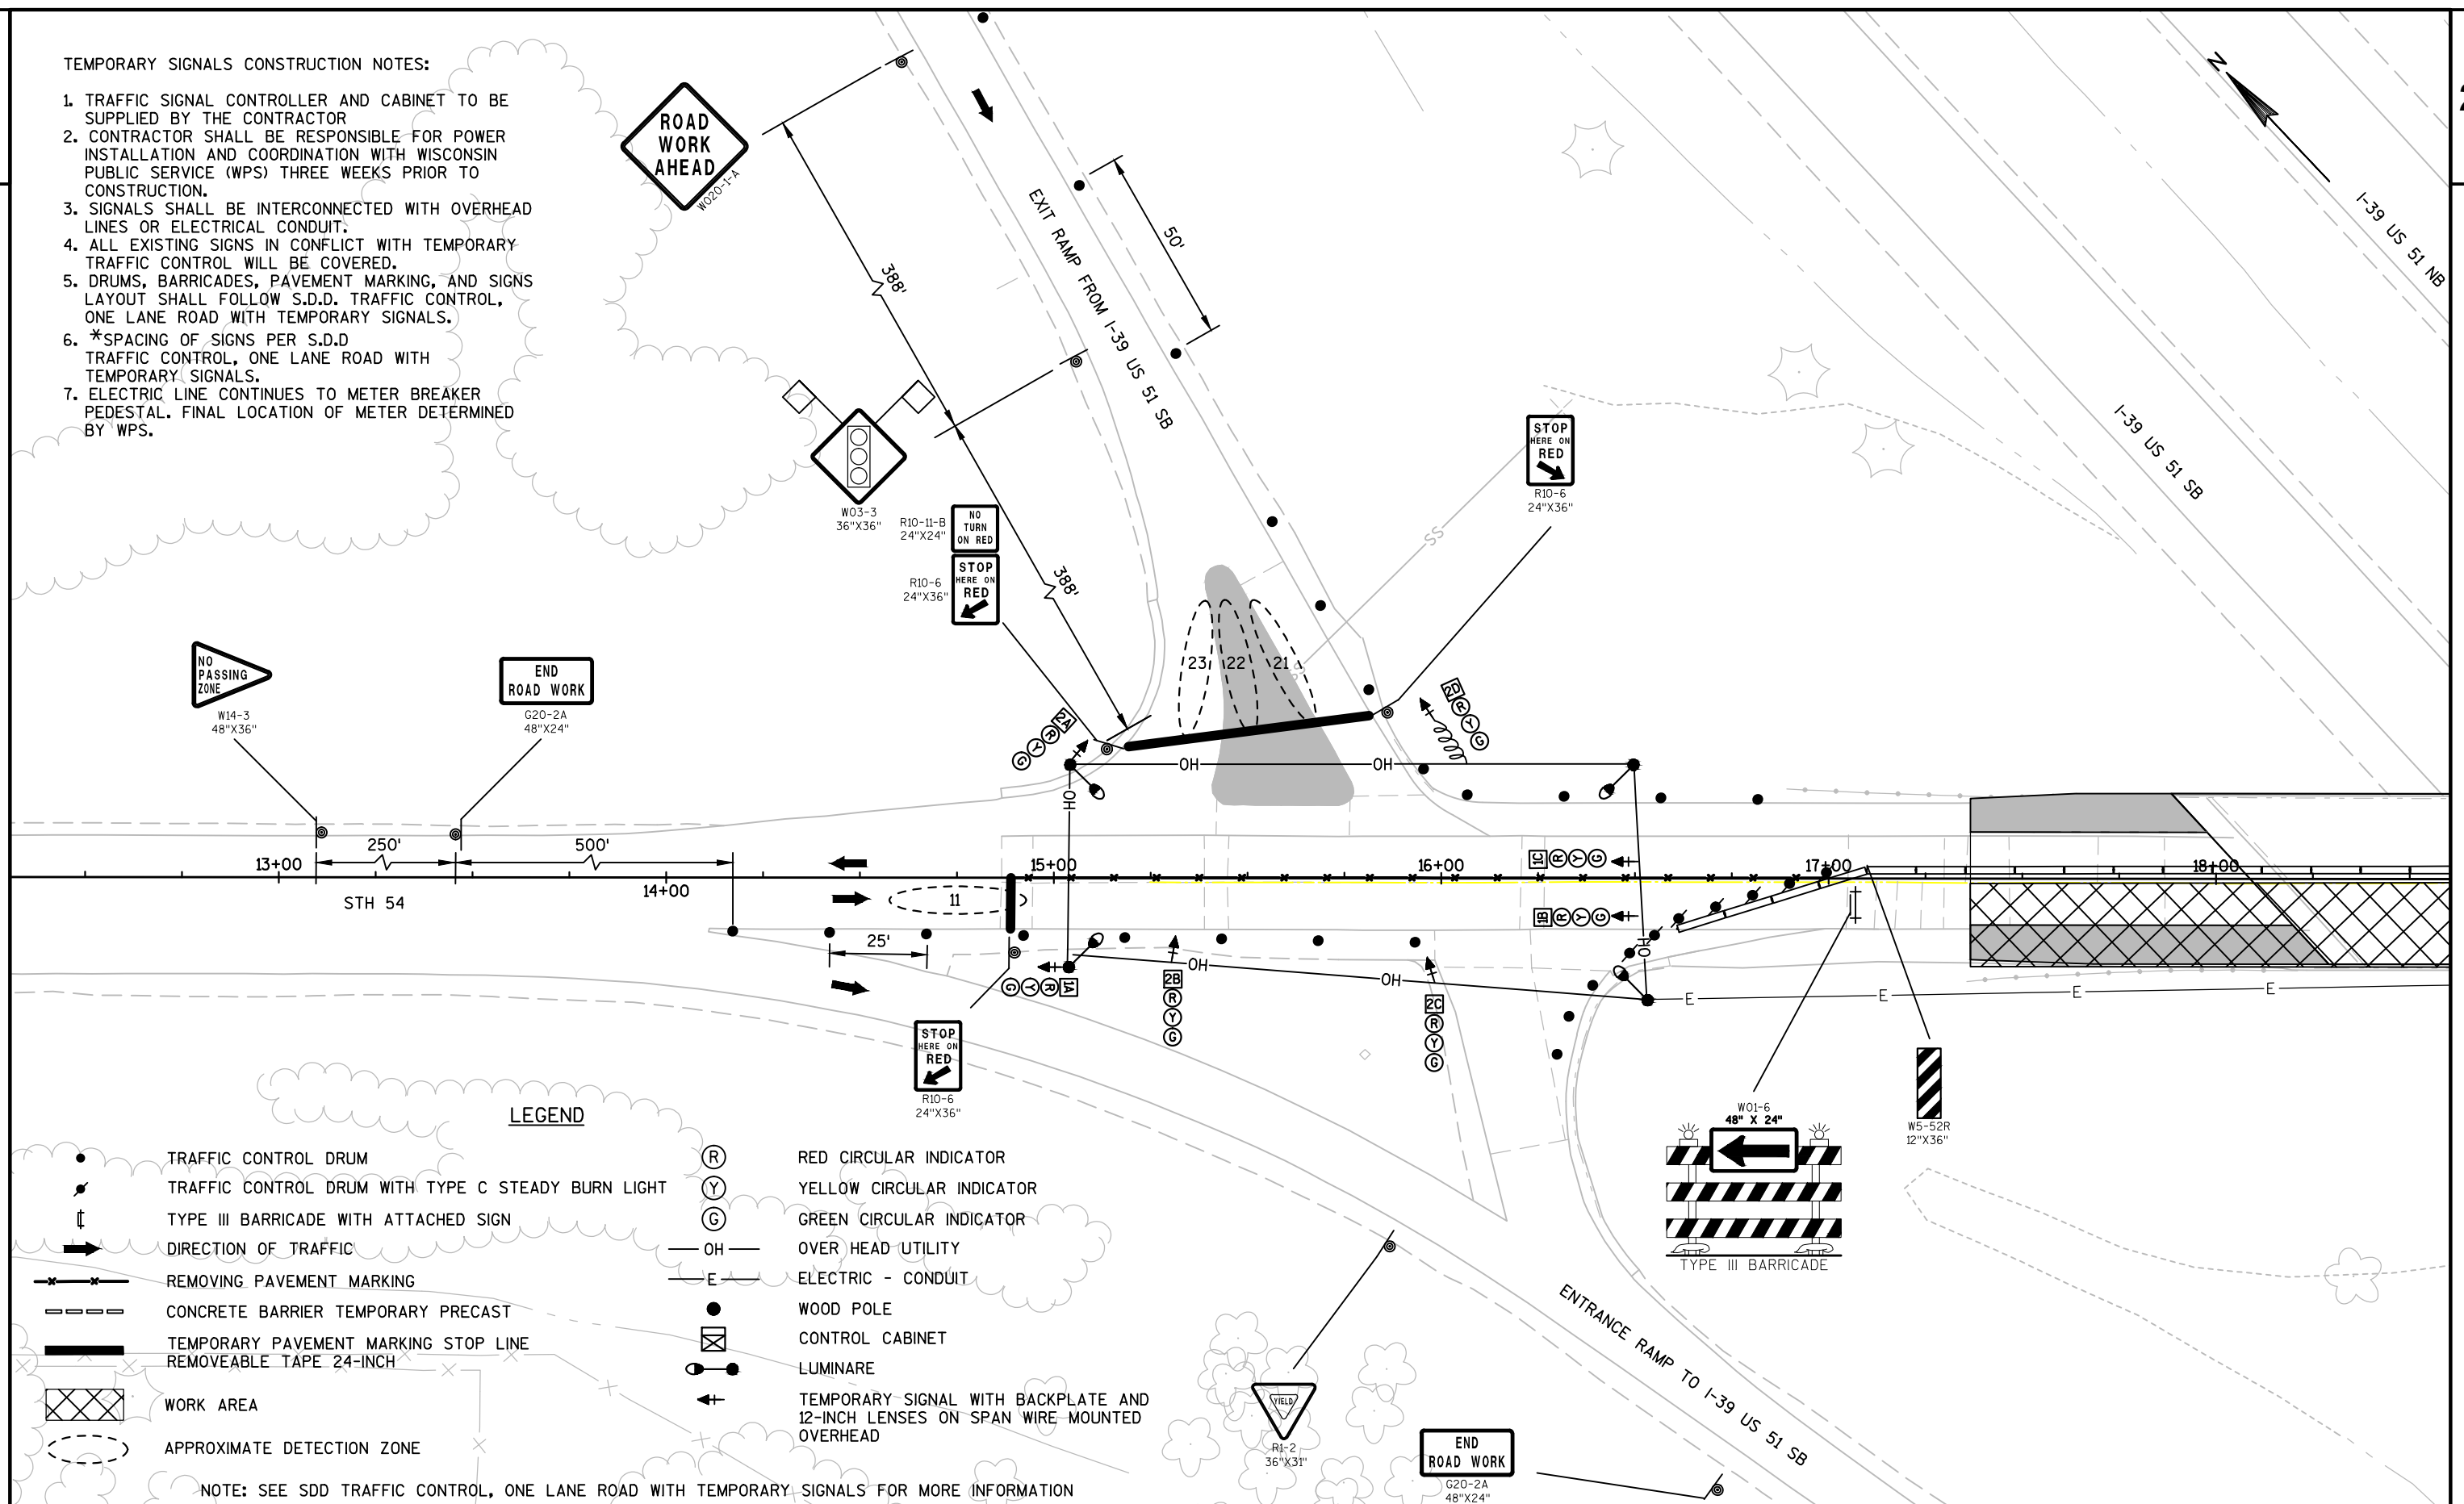 TEMPORARY SIGNALS CONSTRUCTION NOTES:
1. TRAFFIC SIGNAL CONTROLLER AND CABINET TO BE
SUPPLIED BY THE CONTRACTOR
2. CONTRACTOR SHALL BE RESPONSIBLE FOR POWER
INSTALLATION AND COORDINATION WITH WISCONSIN
PUBLIC SERVICE (WPS) THREE WEEKS PRIOR TO
CONSTRUCTION.
3. SIGNALS SHALL BE INTERCONNECTED WITH OVERHEAD
LINES OR ELECTRICAL CONDUIT.
4. ALL EXISTING SIGNS IN CONFLICT WITH TEMPORARY
TRAFFIC CONTROL WILL BE COVERED.
5. DRUMS, BARRICADES, PAVEMENT MARKING, AND SIGNS
LAYOUT SHALL FOLLOW S.D.D. TRAFFIC CONTROL,
ONE LANE ROAD WITH TEMPORARY SIGNALS.
6. *SPACING OF SIGNS PER S.D.D
TRAFFIC CONTROL, ONE LANE ROAD WITH
TEMPORARY SIGNALS.
7. ELECTRIC LINE CONTINUES TO METER BREAKER
PEDESTAL. FINAL LOCATION OF METER DETERMINED
BY WPS.
ROAD
WORK
AHEAD
WO20-1-A
388'
EXIT RAMP FROM I-39 US 51 SB
50'
N
I-39 US 51 NB
I-39 US 51 SB
WO3-3
36"X36"
R10-11-B
24"X24"
NO
TURN
ON RED
R10-6
24"X36"
STOP
HERE ON
RED
388'
STOP
HERE ON
RED
R10-6
24"X36"
SS
SS
23
22
21
2A
R
Y
G
2D
R
Y
G
NO
PASSING
ZONE
W14-3
48"X36"
END
ROAD WORK
G20-2A
48"X24"
OH
OH
OH
OH
250'
500'
13+00
14+00
15+00
16+00
17+00
18+00
STH 54
11
25'
1C R Y G
1B R Y G
G Y R 1A
OH
OH
2B
R
Y
G
2C
R
Y
G
E
E
E
E
STOP
HERE ON
RED
R10-6
24"X36"
WO1-6
48" X 24"
TYPE III BARRICADE
W5-52R
12"X36"
LEGEND
TRAFFIC CONTROL DRUM
TRAFFIC CONTROL DRUM WITH TYPE C STEADY BURN LIGHT
TYPE III BARRICADE WITH ATTACHED SIGN
DIRECTION OF TRAFFIC
REMOVING PAVEMENT MARKING
CONCRETE BARRIER TEMPORARY PRECAST
TEMPORARY PAVEMENT MARKING STOP LINE
REMOVEABLE TAPE 24-INCH
WORK AREA
APPROXIMATE DETECTION ZONE
R RED CIRCULAR INDICATOR
Y YELLOW CIRCULAR INDICATOR
G GREEN CIRCULAR INDICATOR
OH OVER HEAD UTILITY
E ELECTRIC - CONDUIT
WOOD POLE
CONTROL CABINET
LUMINARE
TEMPORARY SIGNAL WITH BACKPLATE AND
12-INCH LENSES ON SPAN WIRE MOUNTED
OVERHEAD
NOTE: SEE SDD TRAFFIC CONTROL, ONE LANE ROAD WITH TEMPORARY SIGNALS FOR MORE INFORMATION
YIELD
R1-2
36"X31"
END
ROAD WORK
G20-2A
48"X24"
ENTRANCE RAMP TO I-39 US 51 SB